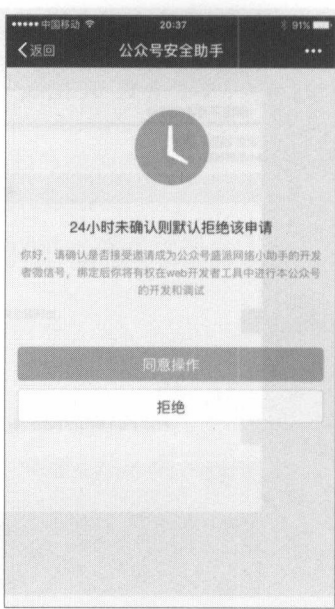 中国移动 20:37 91%
返回 公众号安全助手
24小时未确认则默认拒绝该申请
你好，请确认是否接受邀请成为公众号盛派网络小助手的开发
者微信号，绑定后你将有权在web开发者工具中进行本公众号
的开发和调试
同意操作
拒绝